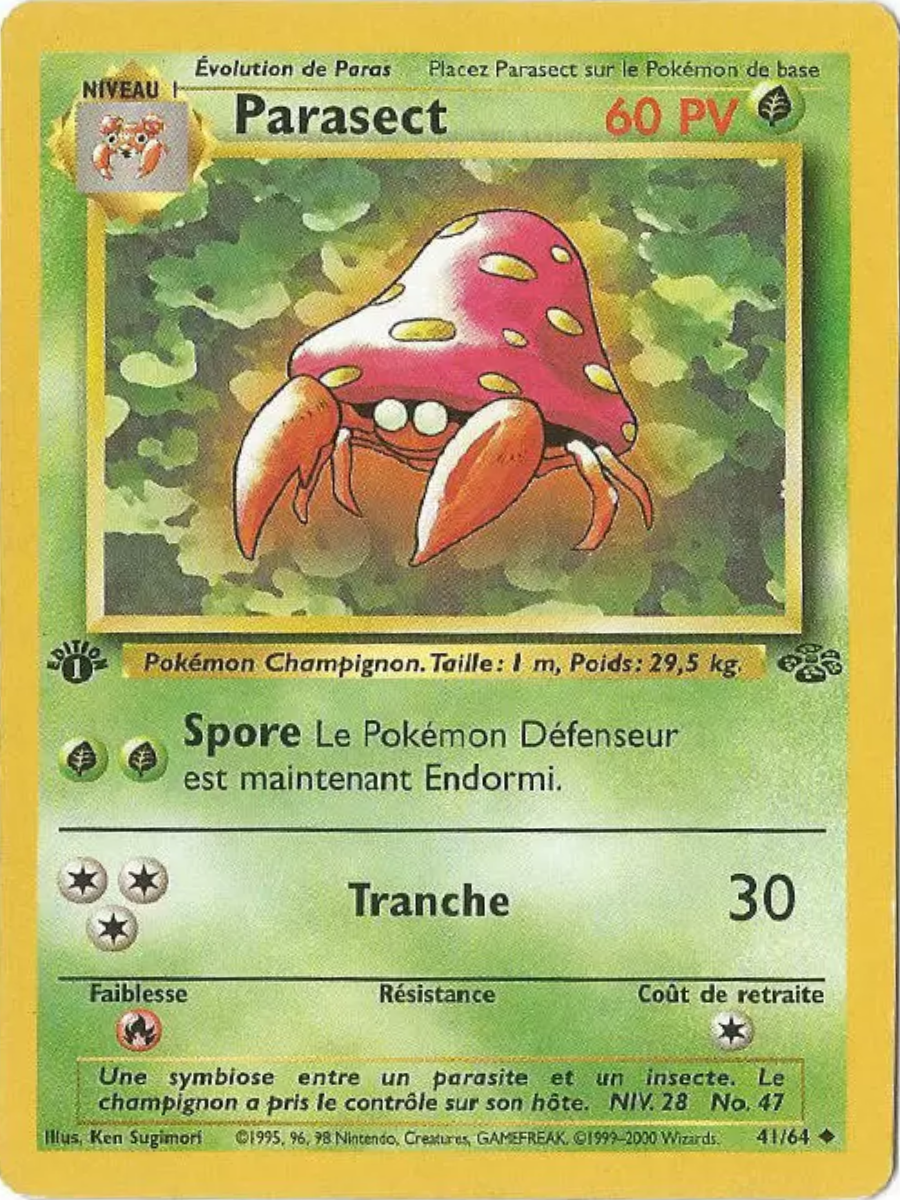 Évolution de Paras Placez Parasect sur le Pokémon de base
NIVEAU 1
Parasect 60 PV
EDITION 1
Pokémon Champignon. Taille: 1 m, Poids: 29,5 kg.
Spore Le Pokémon Défenseur
est maintenant Endormi.
Tranche 30
Faiblesse Résistance Coût de retraite
Une symbiose entre un parasite et un insecte. Le
champignon a pris le contrôle sur son hôte. NIV. 28 No. 47
Illus, Ken Sugimori ©1995, 96, 98 Nintendo, Creatures, GAMEFREAK. ©1999-2000 Wizards. 41/64